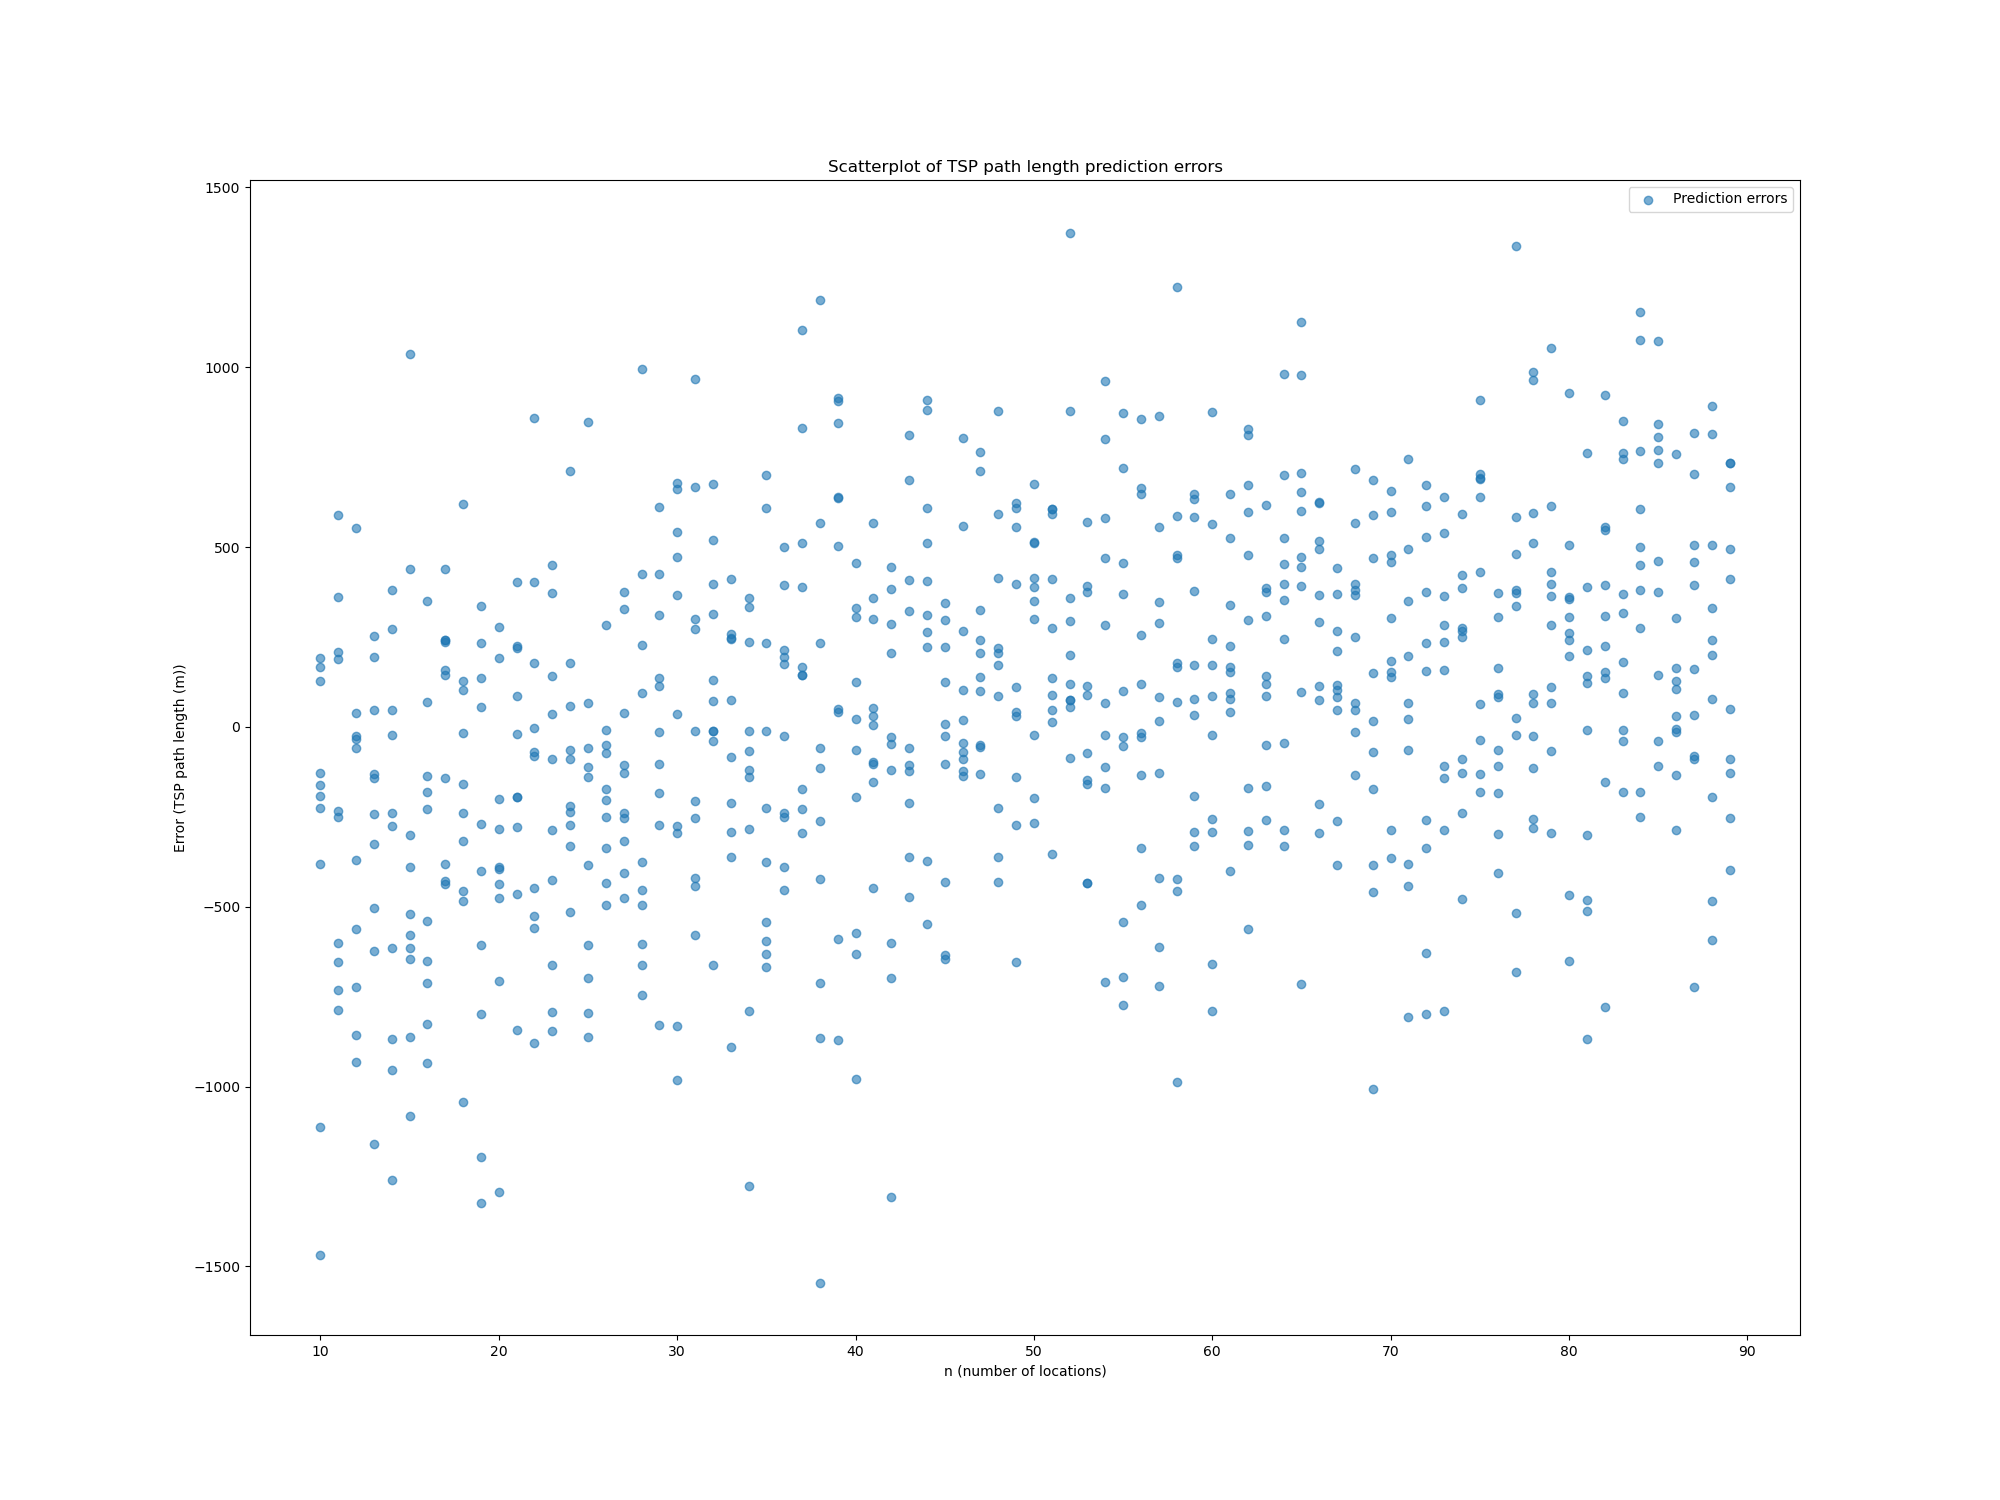 Scatterplot of TSP path length prediction errors
Prediction errors
1500
1000
500
0
−500
−1000
−1500
Error (TSP path length (m))
10 20 30 40 50 60 70 80 90
n (number of locations)